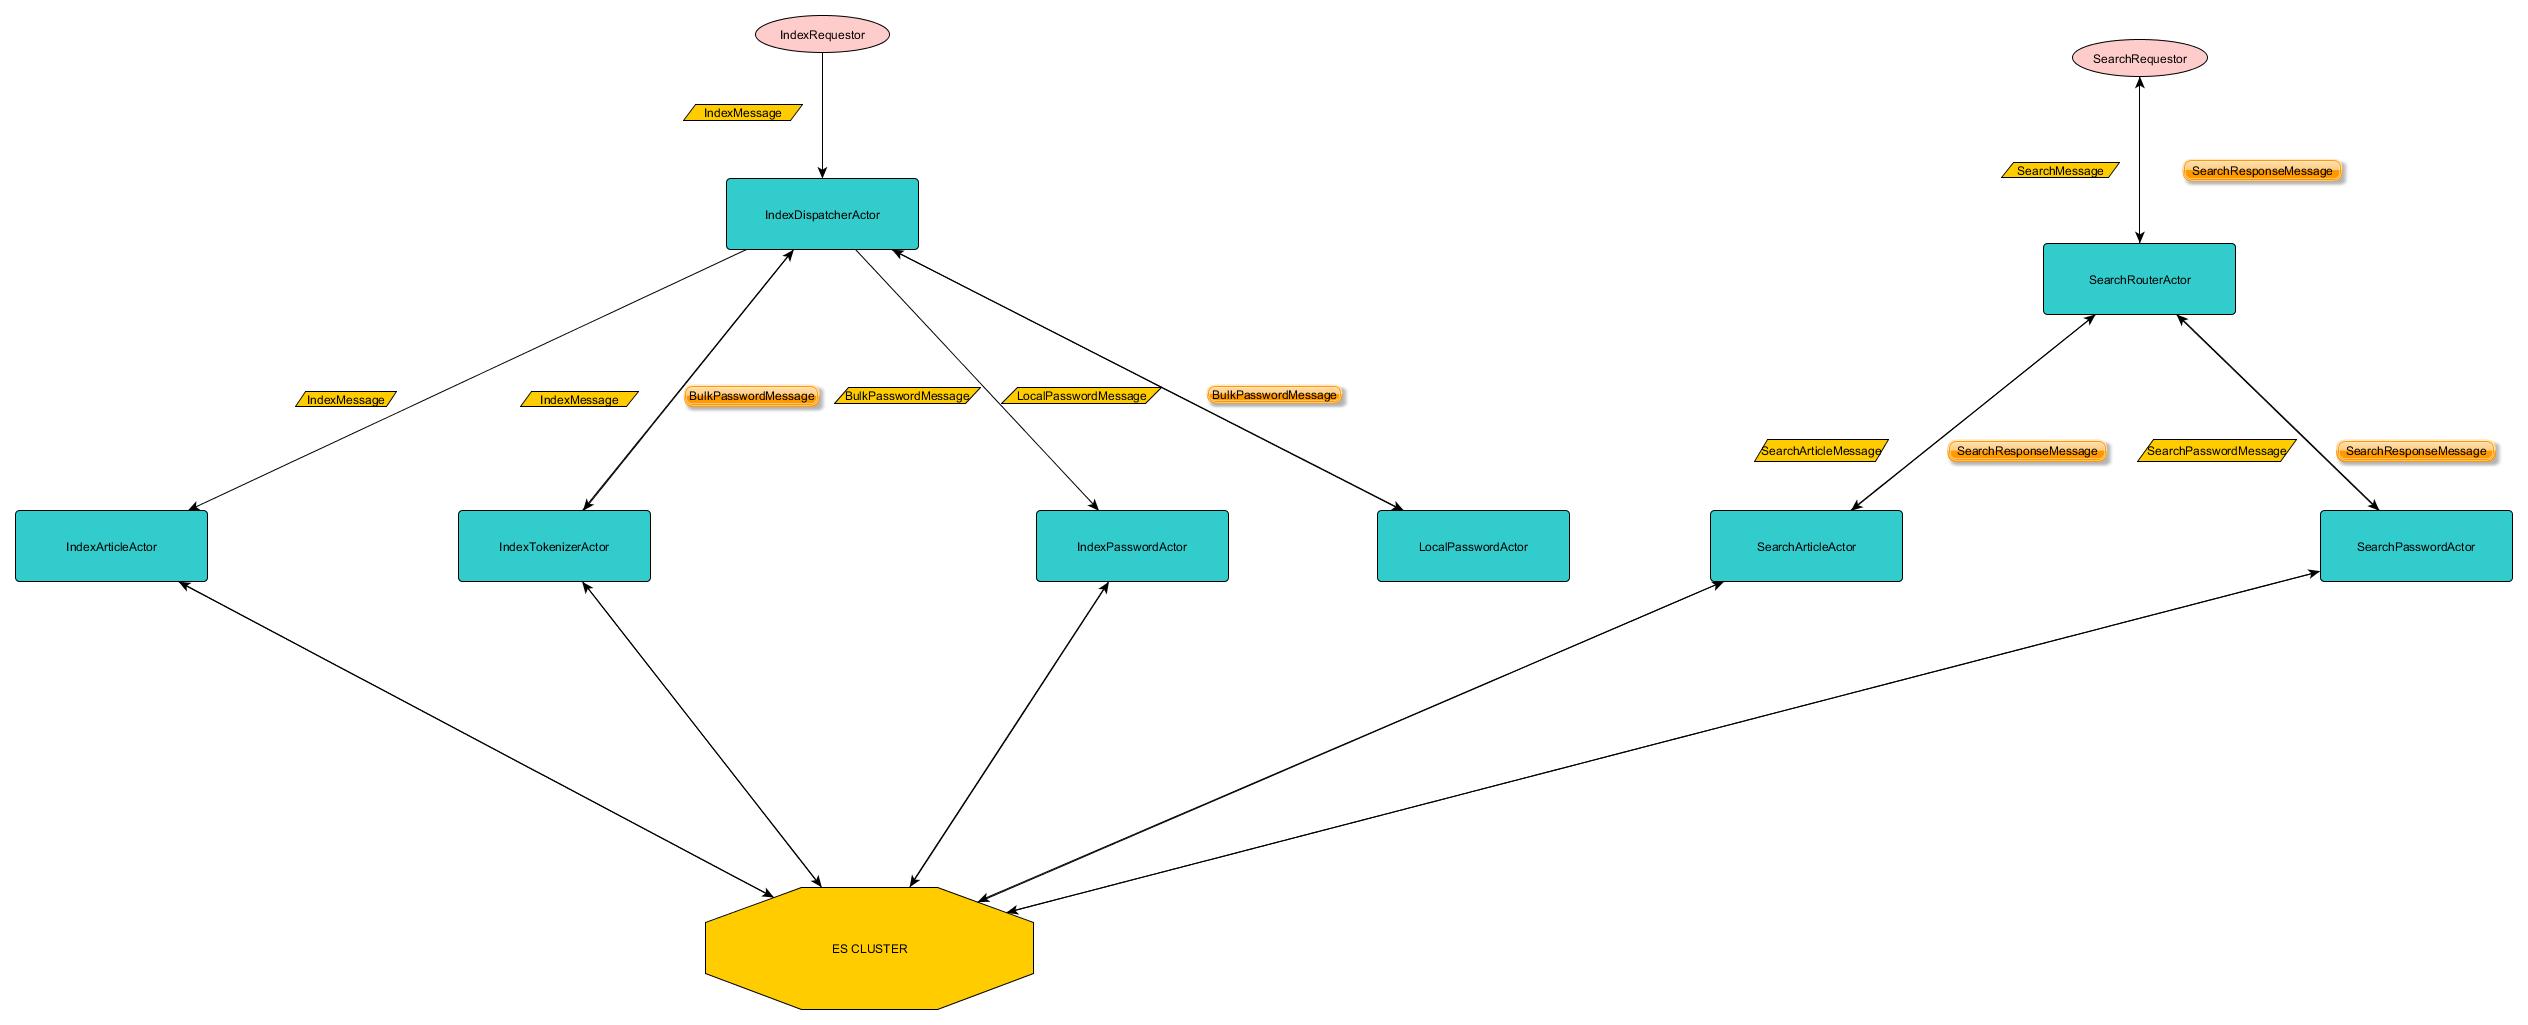 IndexRequestor
SearchRequestor
IndexMessage
SearchMessage
SearchResponseMessage
IndexDispatcherActor
SearchRouterActor
IndexMessage
IndexMessage
BulkPasswordMessage
BulkPasswordMessage
LocalPasswordMessage
BulkPasswordMessage
SearchArticleMessage
SearchResponseMessage
SearchPasswordMessage
SearchResponseMessage
IndexArticleActor
IndexTokenizerActor
IndexPasswordActor
LocalPasswordActor
SearchArticleActor
SearchPasswordActor
ES CLUSTER